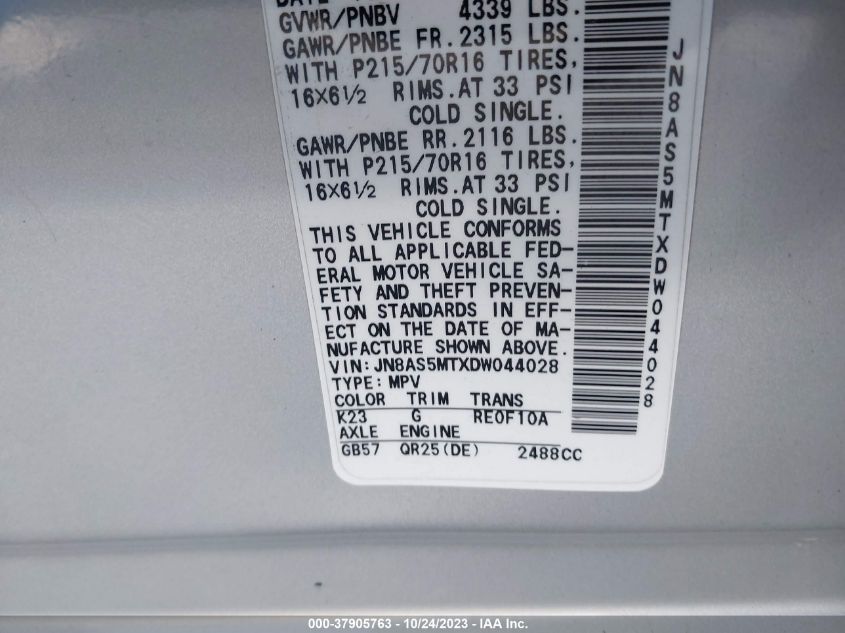 GVWR/PNBV 4339 LBS.
GAWR/PNBE FR.2315 LBS.
WITH P215/70R16 TIRES,
16X6½ RIMS.AT 33 PSI
COLD SINGLE.
GAWR/PNBE RR.2116 LBS.
WITH P215/70R16 TIRES,
16X6½ RIMS.AT 33 PSI
COLD SINGLE.
THIS VEHICLE CONFORMS
TO ALL APPLICABLE FED-
ERAL MOTOR VEHICLE SA-
FETY AND THEFT PREVEN-
TION STANDARDS IN EFF-
ECT ON THE DATE OF MA-
NUFACTURE SHOWN ABOVE.
VIN:JN8AS5MTXDW044028
TYPE:MPV
COLOR TRIM TRANS
K23 G RE0F10A
AXLE ENGINE
GB57 QR25(DE) 2488CC
JN8AS5MTXDW044028
000-37905763 - 10/24/2023 - IAA Inc.